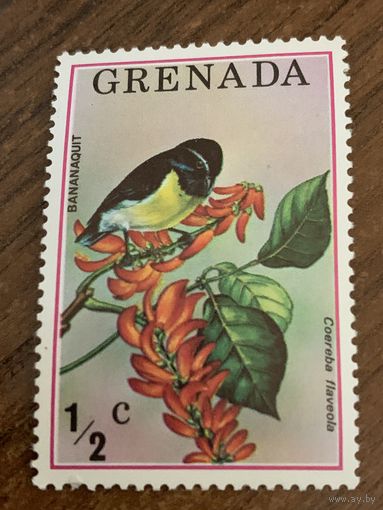 GRENADA
BANANAQUIT
Coereba flaveola
1/2 C
www.ay.by